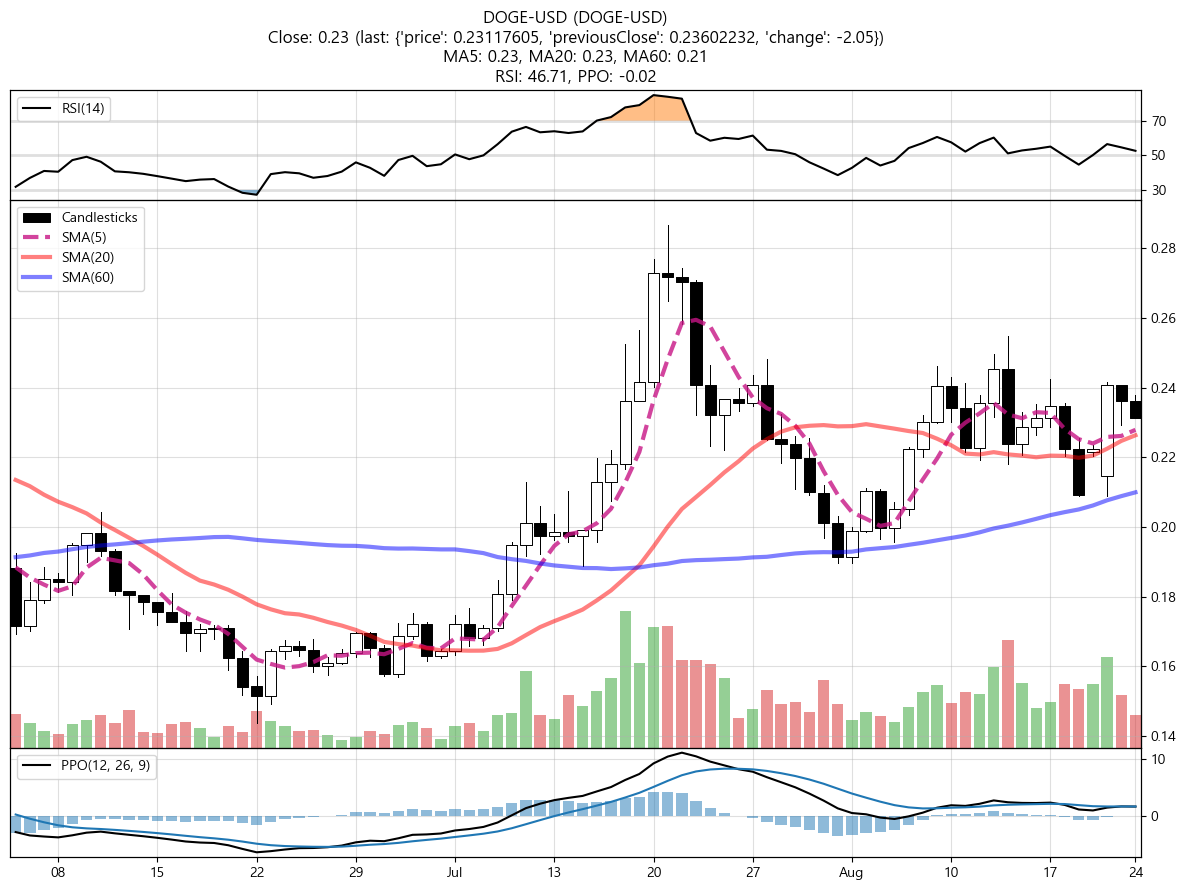 DOGE-USD (DOGE-USD)
Close: 0.23 (last: {'price': 0.23117605, 'previousClose': 0.23602232, 'change': -2.05})
MA5: 0.23, MA20: 0.23, MA60: 0.21
RSI: 46.71, PPO: -0.02
RSI(14)
70
50
30
Candlesticks
SMA(5)
SMA(20)
SMA(60)
0.28
0.26
0.24
0.22
0.20
0.18
0.16
0.14
PPO(12, 26, 9)
10
0
08
15
22
29
Jul
13
20
27
Aug
10
17
24